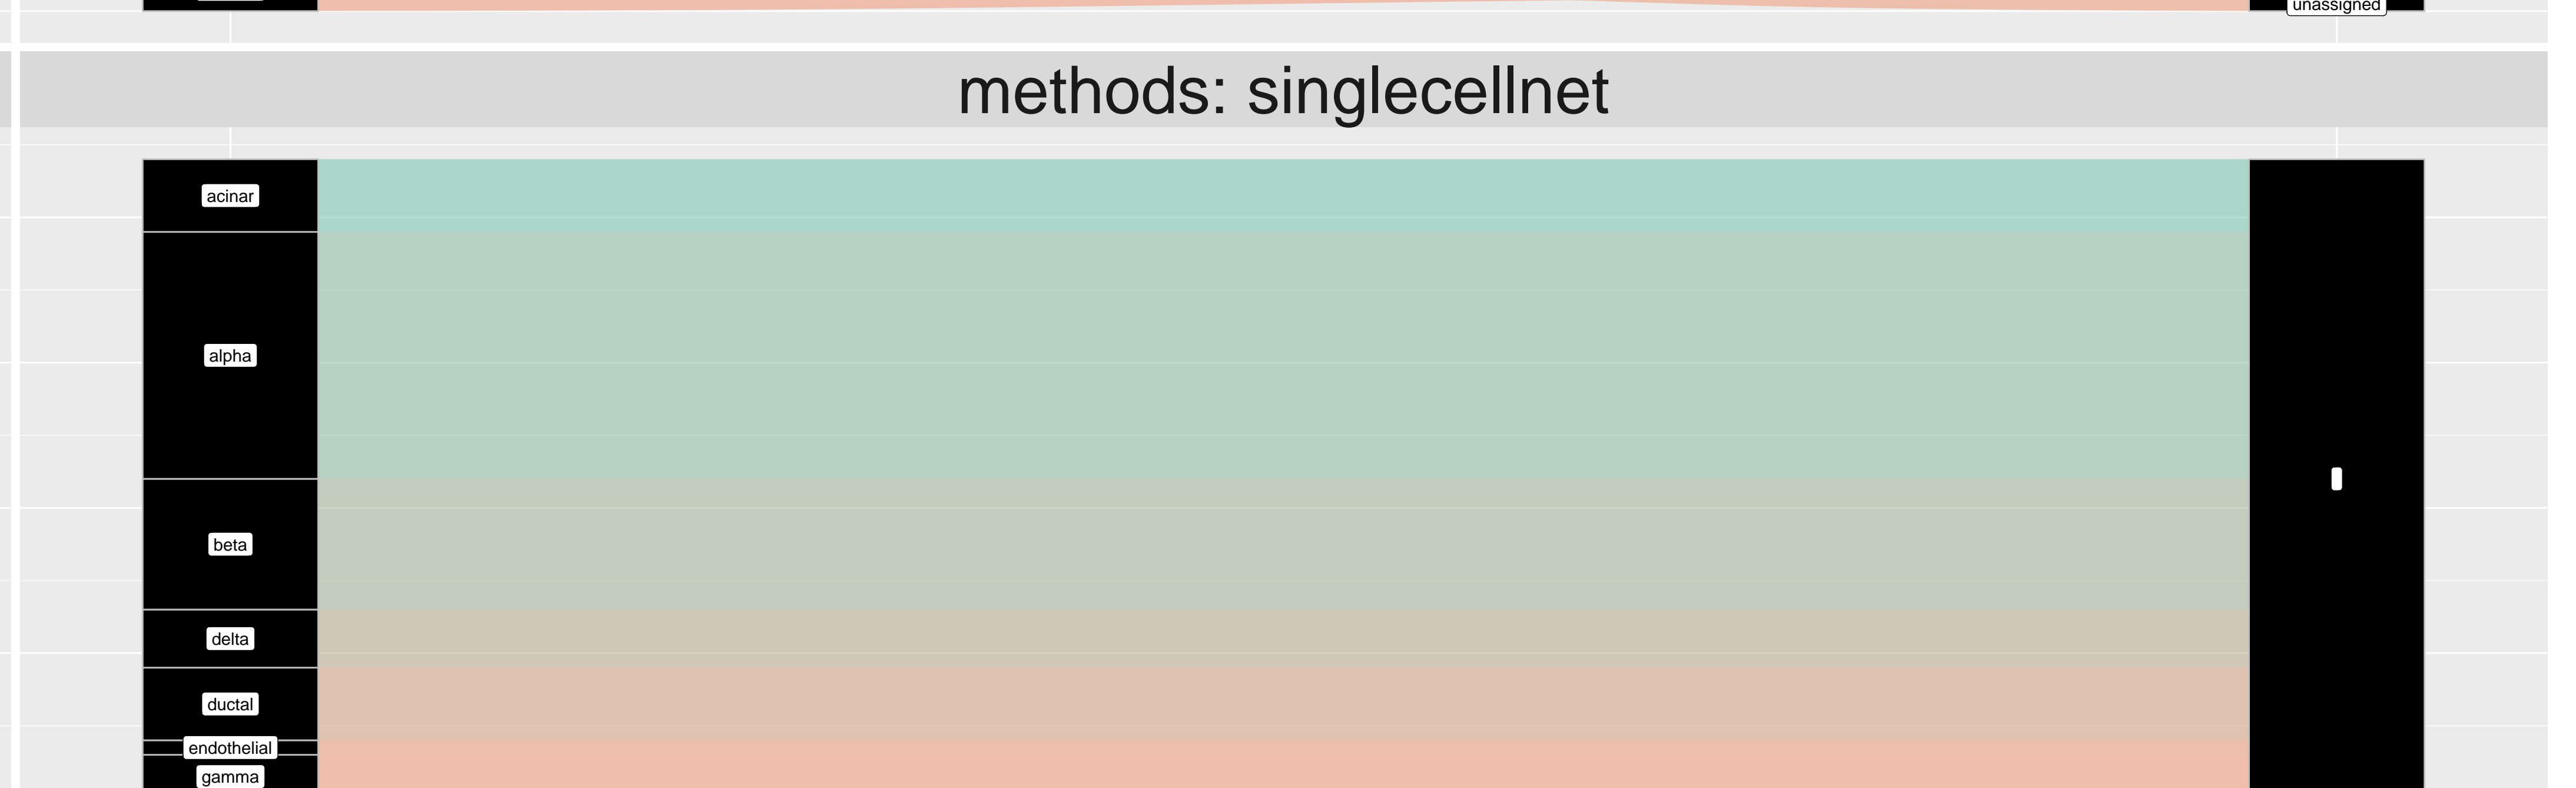 unassigned
methods: singlecellnet
acinar
alpha
beta
delta
ductal
endothelial
gamma